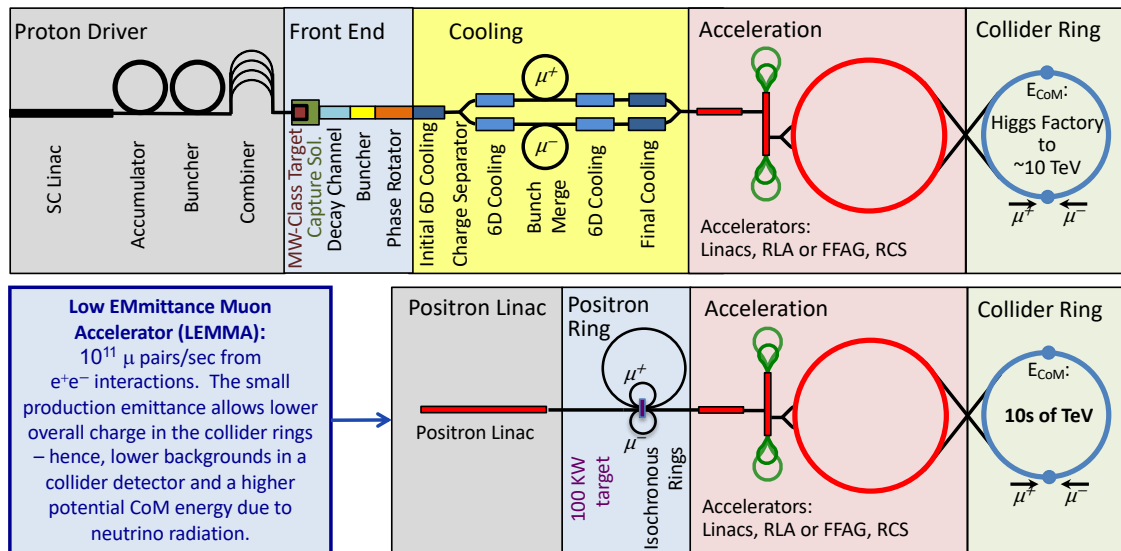 Proton Driver
Front End
Cooling
Acceleration
Collider Ring
SC Linac
Accumulator
Buncher
Combiner
MW-Class Target
Capture Sol.
Decay Channel
Buncher
Phase Rotator
Initial 6D Cooling
Charge Separator
6D Cooling
Bunch
Merge
6D Cooling
Final Cooling
μ+
μ−
Accelerators:
Linacs, RLA or FFAG, RCS
ECoM:
Higgs Factory
to
~10 TeV
μ+ μ−
Low EMmittance Muon
Accelerator (LEMMA):
10¹¹ μ pairs/sec from
e⁺e⁻ interactions. The small
production emittance allows lower
overall charge in the collider rings
– hence, lower backgrounds in a
collider detector and a higher
potential CoM energy due to
neutrino radiation.
Positron Linac
Positron
Ring
Acceleration
Collider Ring
Positron Linac
μ+
μ−
100 KW
target
Isochronous
Rings
Accelerators:
Linacs, RLA or FFAG, RCS
ECoM:
10s of TeV
μ+ μ−